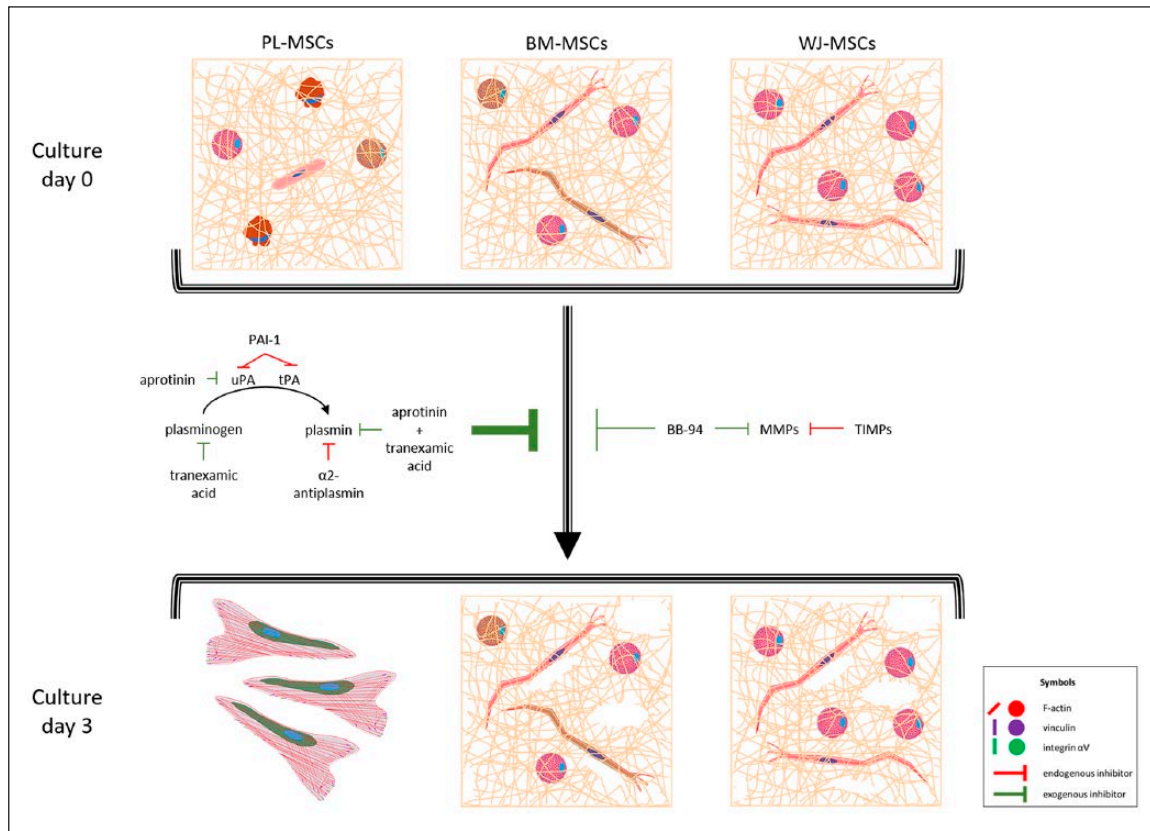 PL-MSCs
BM-MSCs
WJ-MSCs
Culture
day 0
PAI-1
aprotinin
uPA
tPA
plasminogen
plasmin
aprotinin
+
tranexamic
acid
tranexamic
acid
α2-
antiplasmin
BB-94
MMPs
TIMPs
Culture
day 3
Symbols
F-actin
vinculin
integrin αV
endogenous inhibitor
exogenous inhibitor